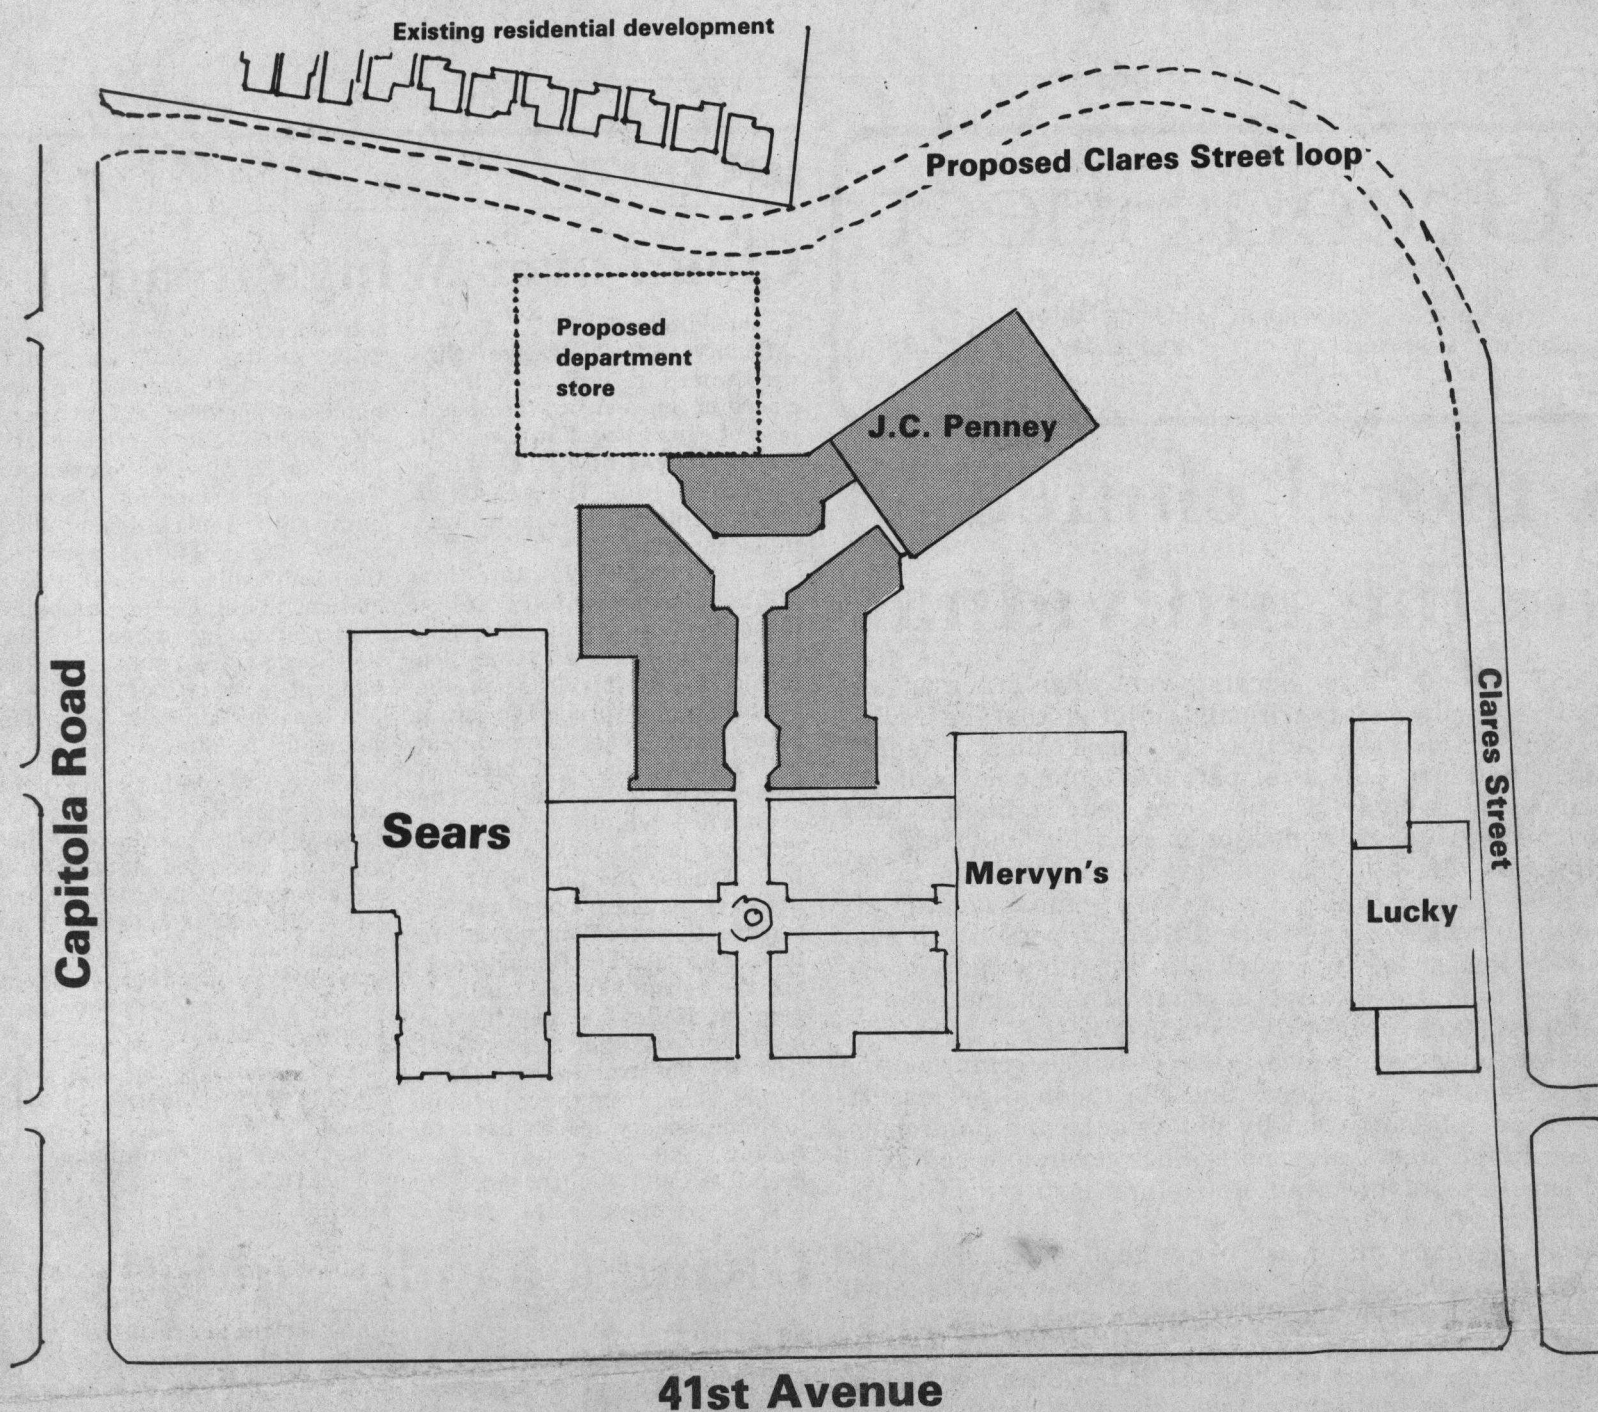 Existing residential development
Proposed Clares Street loop
Proposed
department
store
J.C. Penney
Capitola Road
Sears
Mervyn's
Clares Street
Lucky
41st Avenue